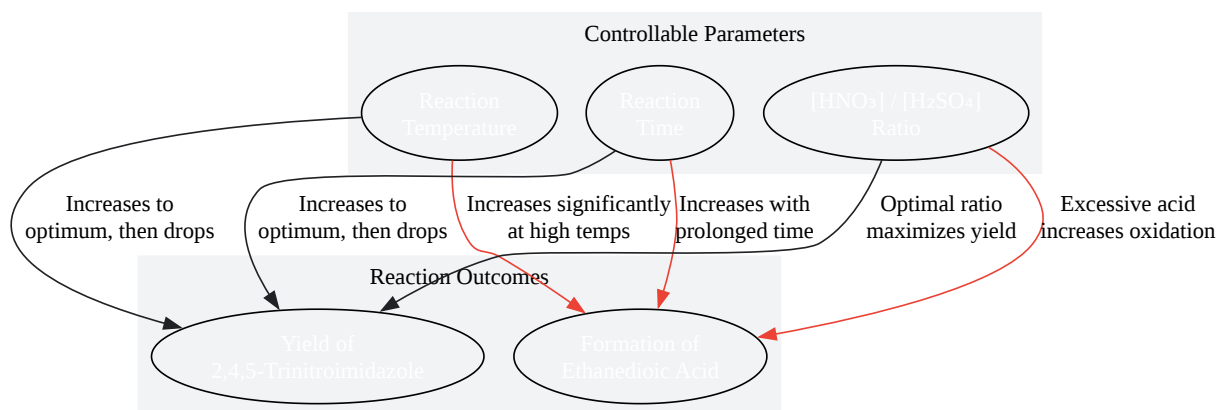 Controllable Parameters
Reaction
Temperature
Reaction
Time
[HNO₃] / [H₂SO₄]
Ratio
Increases to
optimum, then drops
Increases to
optimum, then drops
Increases significantly
at high temps
Increases with
prolonged time
Optimal ratio
maximizes yield
Excessive acid
increases oxidation
Reaction Outcomes
Yield of
2,4,5-Trinitroimidazole
Formation of
Ethanedioic Acid